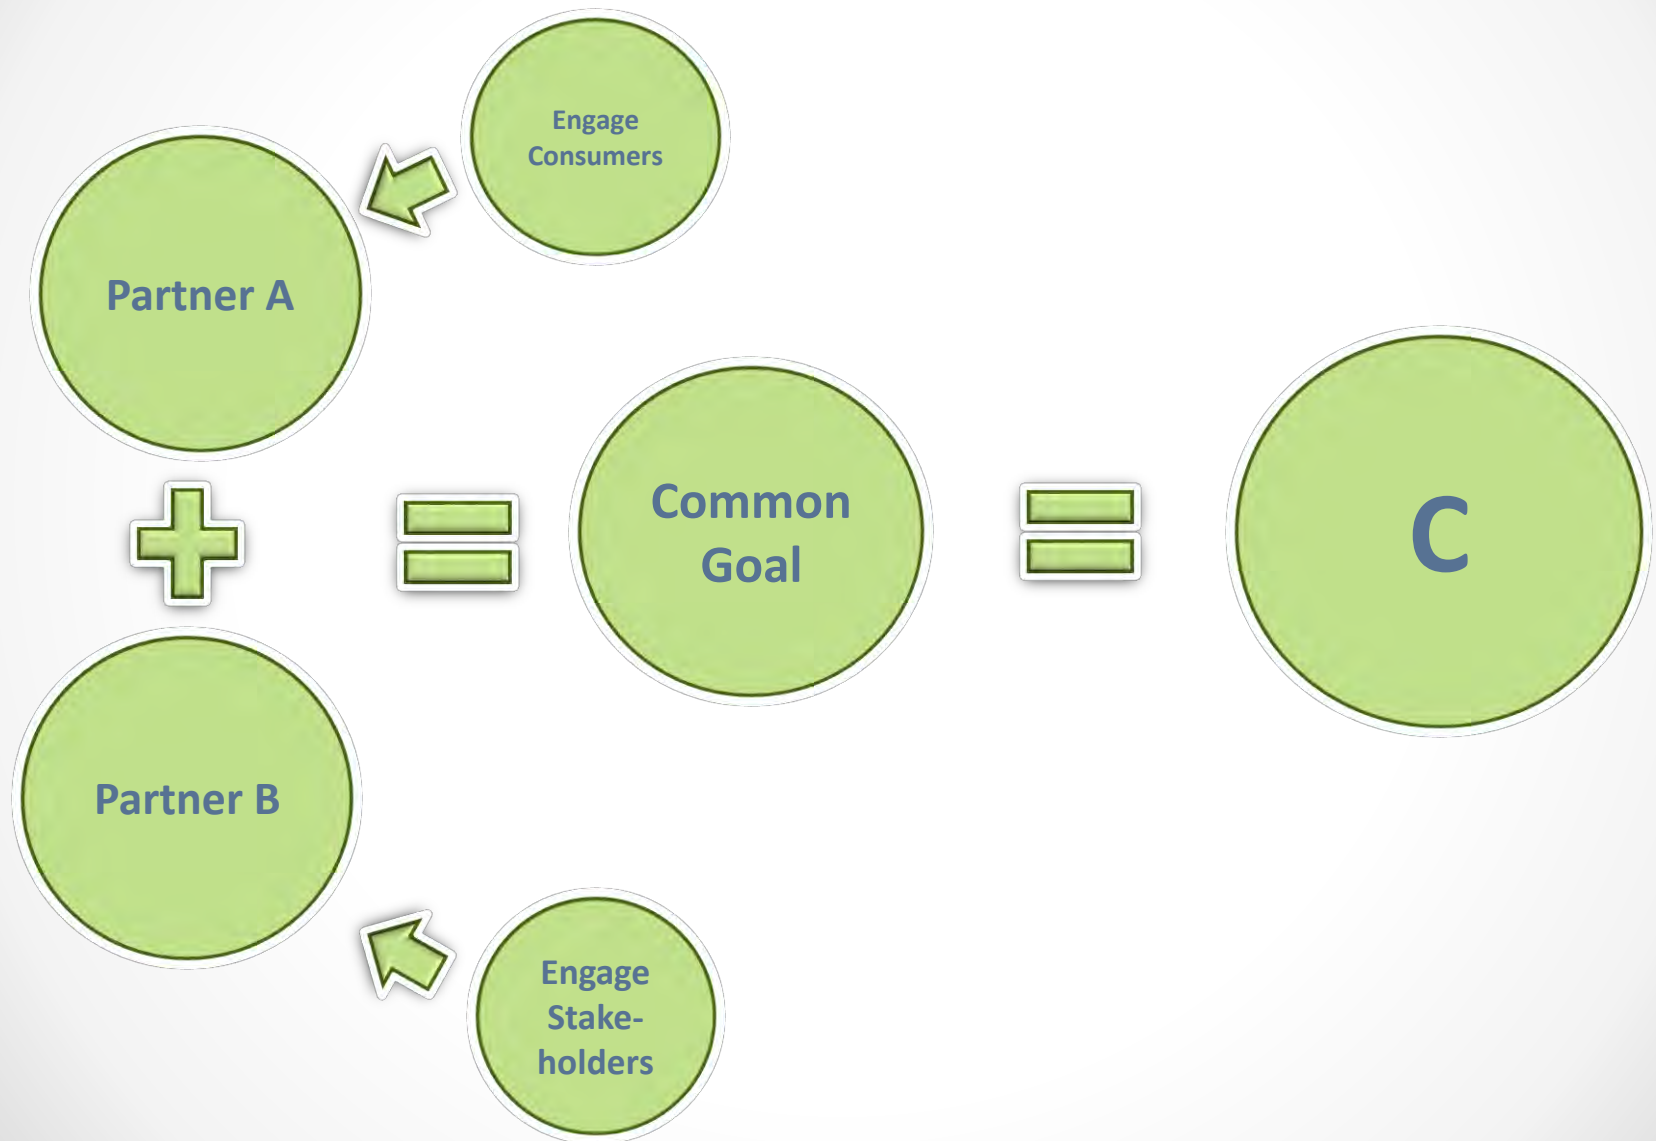 Engage
Consumers
Partner A
Common
Goal
C
Partner B
Engage
Stake-
holders